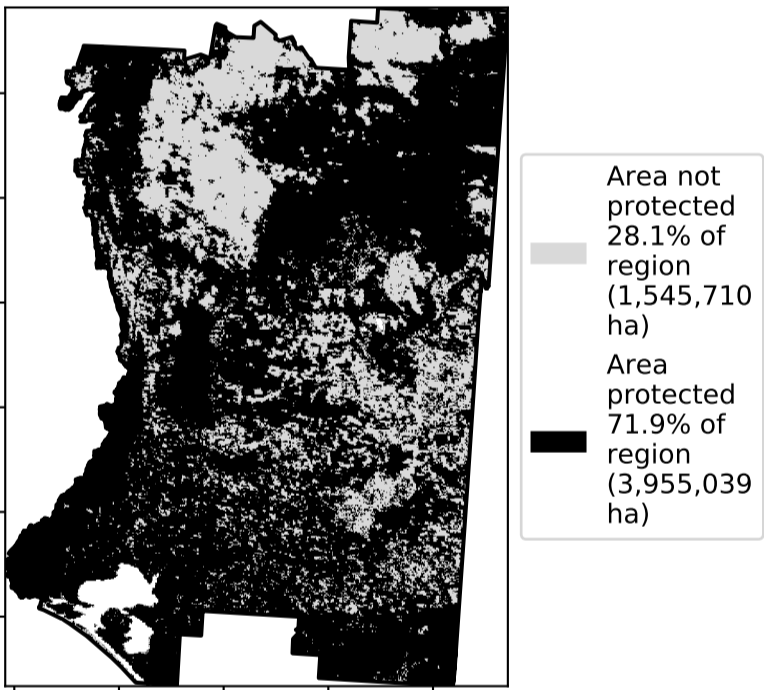 Area not
protected
28.1% of
region
(1,545,710
ha)
Area
protected
71.9% of
region
(3,955,039
ha)